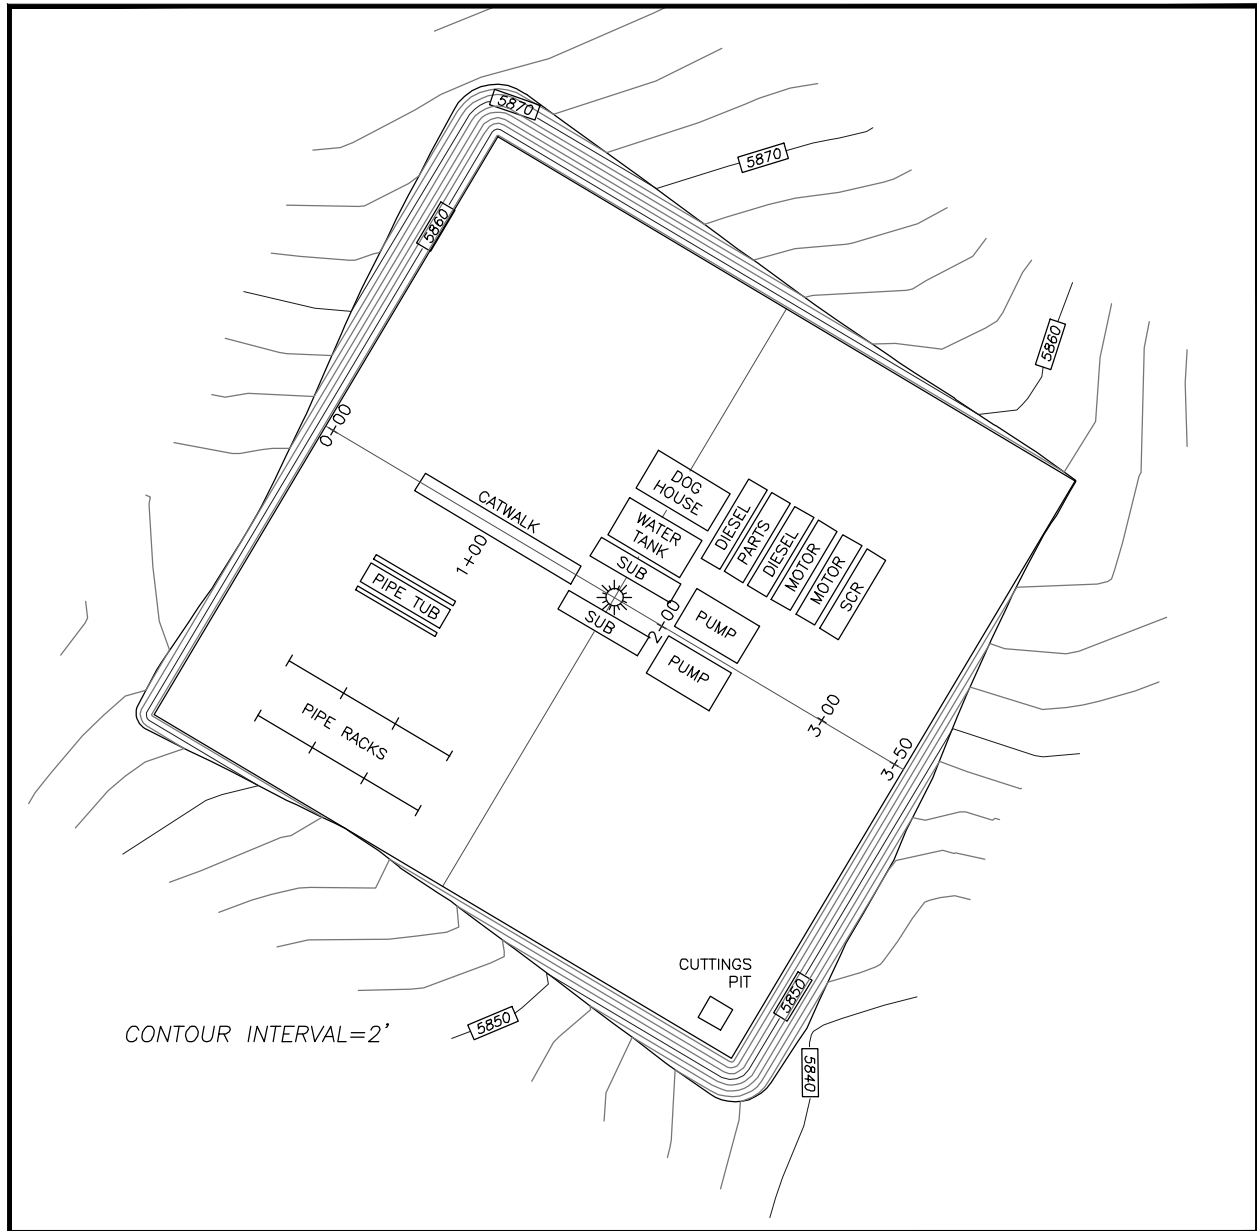 5870
5870
5860
5860
0+00
CATWALK
1+00
DOG
HOUSE
WATER
TANK
SUB
SUB
2+00
DIESEL
PARTS
DIESEL
MOTOR
MOTOR
SCR
PUMP
PUMP
PIPE TUB
PIPE RACKS
3+00
3+50
CUTTINGS
PIT
5850
5850
5840
CONTOUR INTERVAL=2'